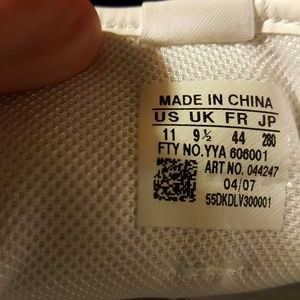 MADE IN CHINA
US UK FR JP
11 9½ 44 280
FTY NO.YYA 606001
ART NO. 044247
04/07
55DKDLV300001